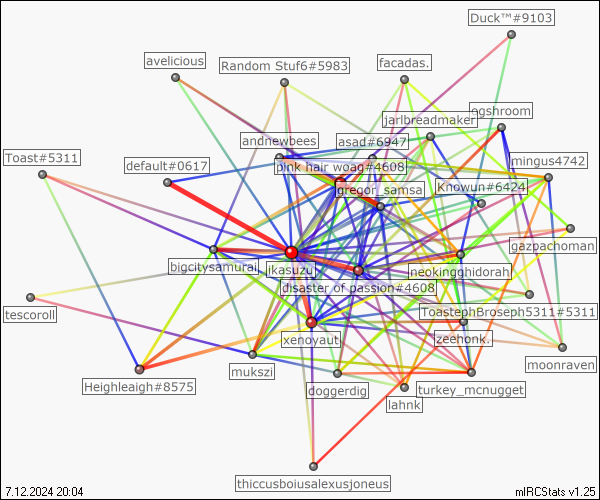 Duck™#9103
avelicious
Random Stuf6#5983
facadas.
jarlbreadmaker
ogshroom
andnewbees
asad#6947
Toast#5311
default#0617
pink hair woag#4608
mingus4742
gregor_samsa
Knowun#6424
gazpachoman
bigcitysamurai
jikasuzu
neokingghidorah
disaster of passion#4608
tescoroll
ToastephBroseph5311#5311
xenoyaut
zeehonk.
moonraven
mukszi
Heighleaigh#8575
doggerdig
turkey_mcnugget
lahnk
thiccusboiusalexusjoneus
7.12.2024 20:04
mIRCStats v1.25